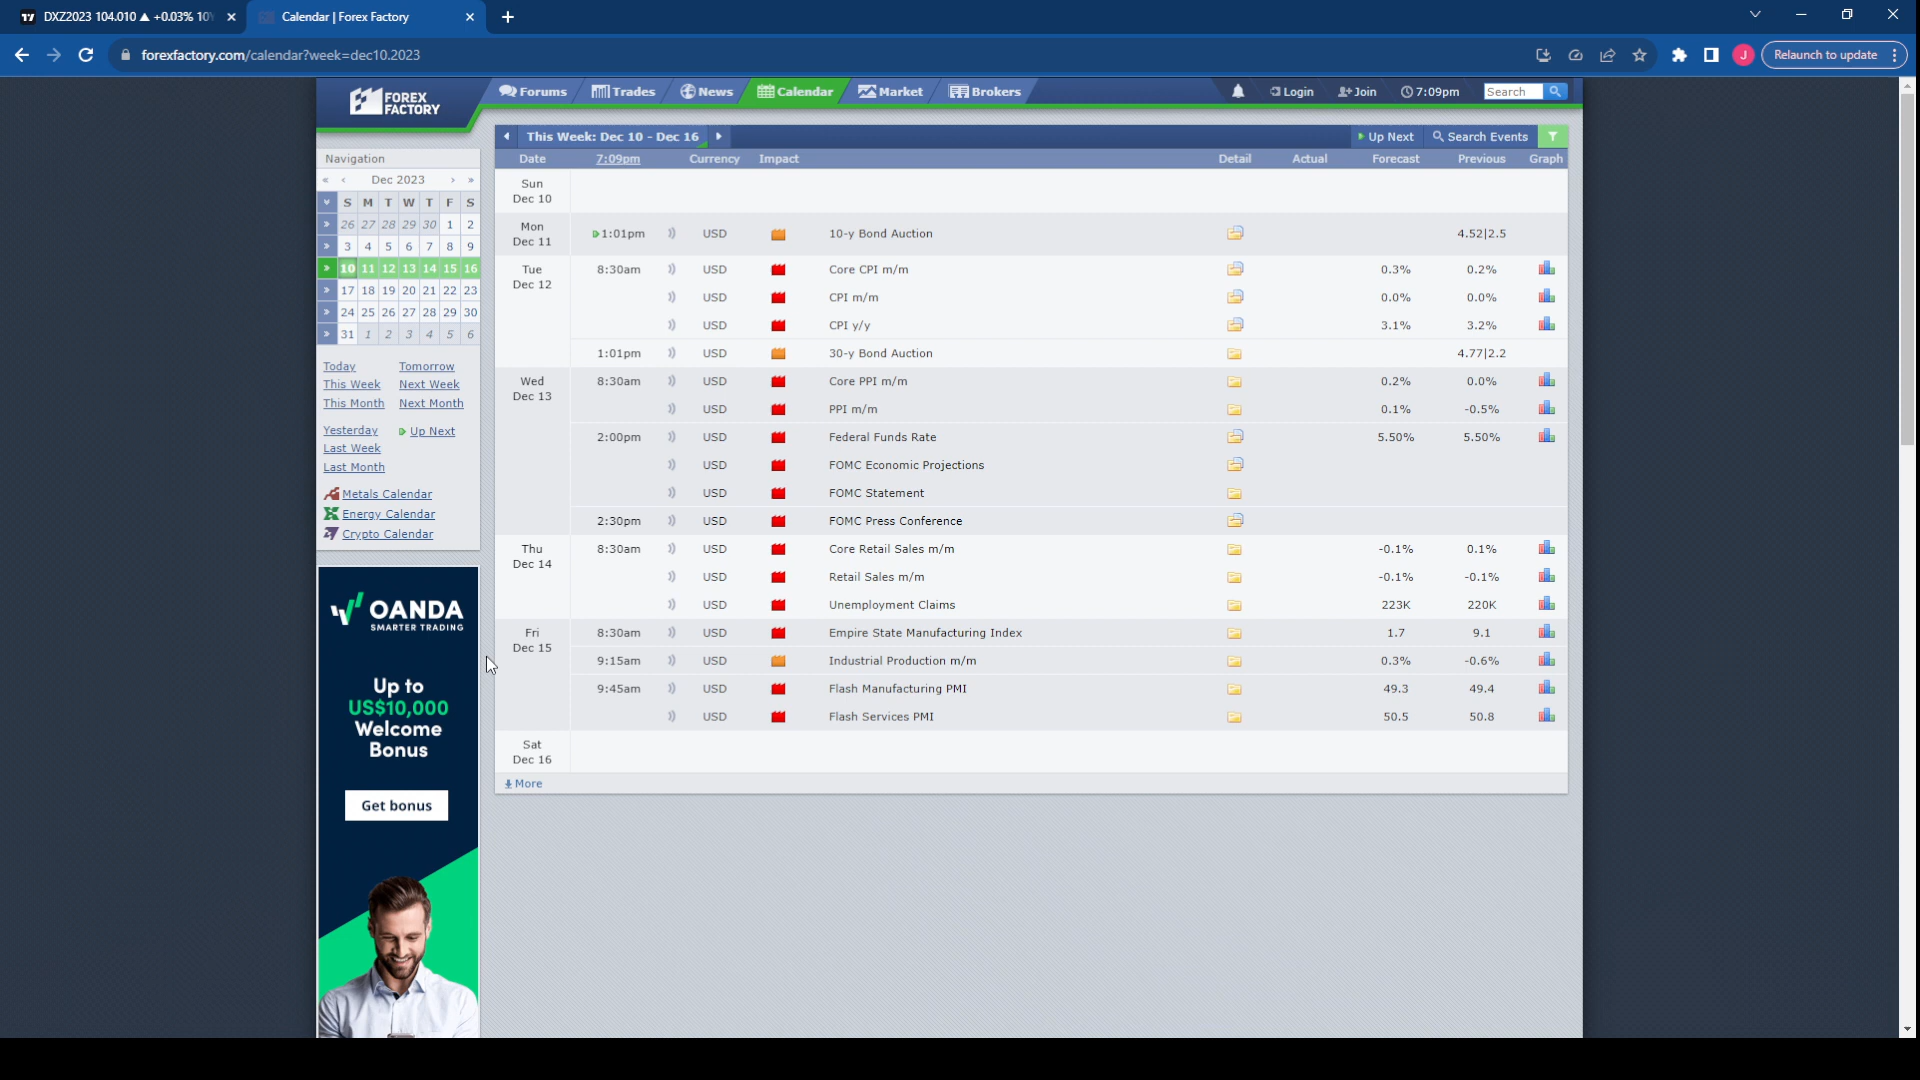 DXZ2023 104.010 ▲ +0.03% 10Y
Calendar | Forex Factory
forexfactory.com/calendar?week=dec10.2023
J
Relaunch to update
FOREX
FACTORY
Forums
Trades
News
Calendar
Market
Brokers
Login
Join
7:09pm
Search
Navigation
« ‹ Dec 2023 › »
S M T W T F S
26 27 28 29 30 1 2
3 4 5 6 7 8 9
10 11 12 13 14 15 16
17 18 19 20 21 22 23
24 25 26 27 28 29 30
31 1 2 3 4 5 6
Today Tomorrow
This Week Next Week
This Month Next Month
Yesterday Up Next
Last Week
Last Month
Metals Calendar
Energy Calendar
Crypto Calendar
OANDA
SMARTER TRADING
Up to
US$10,000
Welcome
Bonus
Get bonus
This Week: Dec 10 - Dec 16
Up Next
Search Events
Date 7:09pm Currency Impact Detail Actual Forecast Previous Graph
Sun
Dec 10
Mon
Dec 11
1:01pm USD 10-y Bond Auction 4.52|2.5
Tue
Dec 12
8:30am USD Core CPI m/m 0.3% 0.2%
USD CPI m/m 0.0% 0.0%
USD CPI y/y 3.1% 3.2%
1:01pm USD 30-y Bond Auction 4.77|2.2
Wed
Dec 13
8:30am USD Core PPI m/m 0.2% 0.0%
USD PPI m/m 0.1% -0.5%
2:00pm USD Federal Funds Rate 5.50% 5.50%
USD FOMC Economic Projections
USD FOMC Statement
2:30pm USD FOMC Press Conference
Thu
Dec 14
8:30am USD Core Retail Sales m/m -0.1% 0.1%
USD Retail Sales m/m -0.1% -0.1%
USD Unemployment Claims 223K 220K
Fri
Dec 15
8:30am USD Empire State Manufacturing Index 1.7 9.1
9:15am USD Industrial Production m/m 0.3% -0.6%
9:45am USD Flash Manufacturing PMI 49.3 49.4
USD Flash Services PMI 50.5 50.8
Sat
Dec 16
More